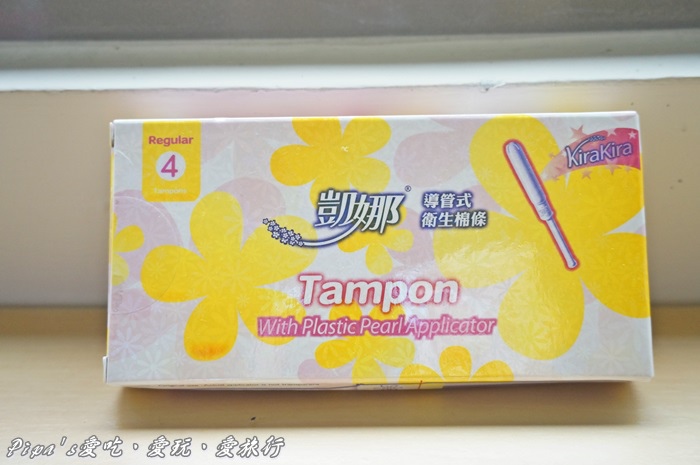 Regular
4
Tampons
凱娜®
導管式
衛生棉條
KiraKira
Tampon
With Plastic Pearl Applicator
Pipa's愛吃、愛玩、愛旅行